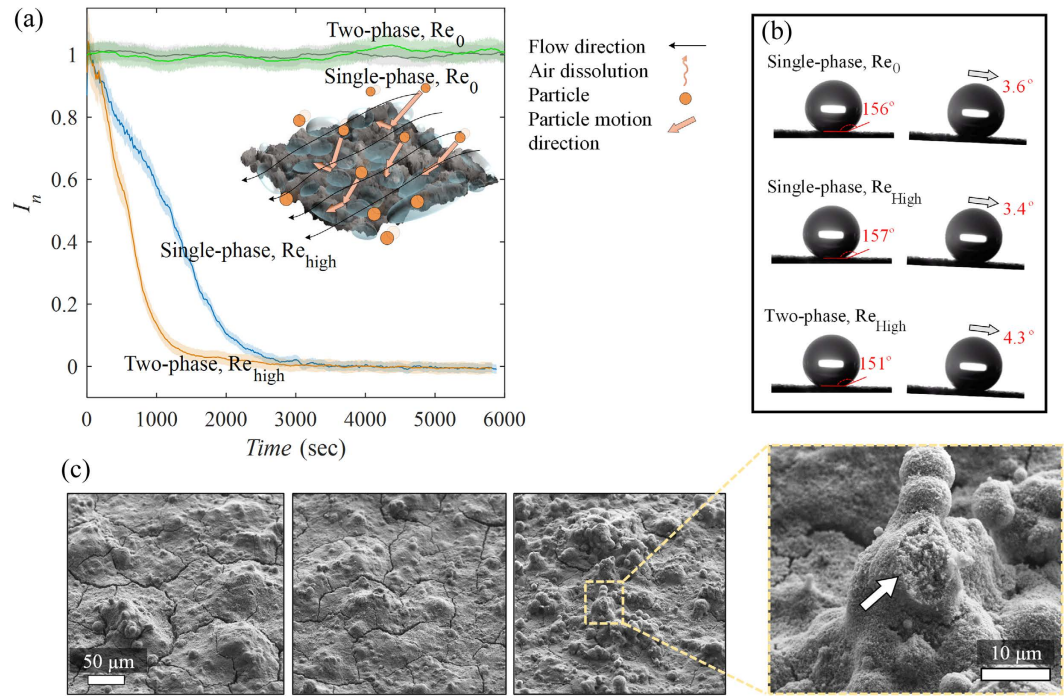 (a)
Two-phase, Re0
Single-phase, Re0
Single-phase, Rehigh
Two-phase, Rehigh
In
1
0.8
0.6
0.4
0.2
0
0 1000 2000 3000 4000 5000 6000
Time (sec)
Flow direction
Air dissolution
Particle
Particle motion
direction
(b)
Single-phase, Re0
156°
3.6°
Single-phase, ReHigh
157°
3.4°
Two-phase, ReHigh
151°
4.3°
(c)
50 μm
10 μm